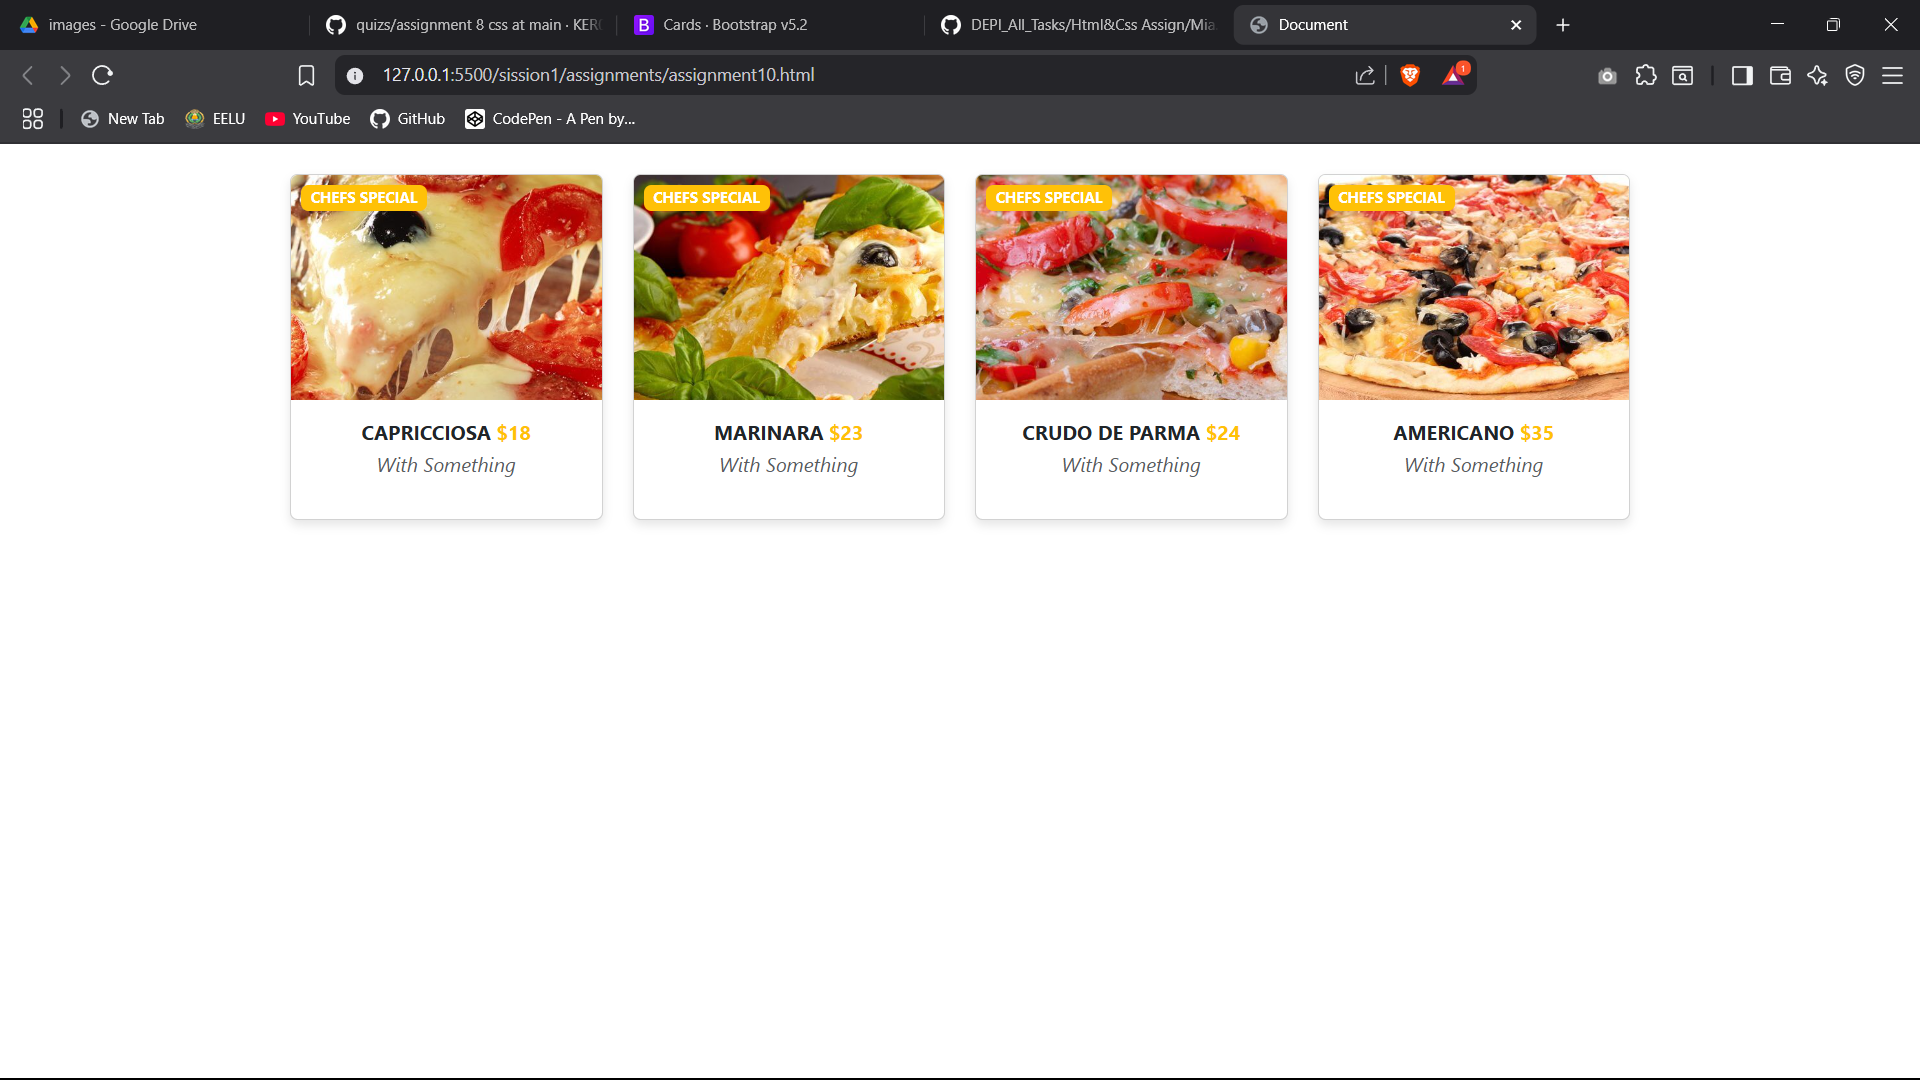 images - Google Drive
quizs/assignment 8 css at main · KERO
B Cards · Bootstrap v5.2
DEPI_All_Tasks/Html&Css Assign/Mia
Document
127.0.0.1:5500/sission1/assignments/assignment10.html
1
New Tab
EELU
YouTube
GitHub
CodePen - A Pen by...
CHEFS SPECIAL
CHEFS SPECIAL
CHEFS SPECIAL
CHEFS SPECIAL
CAPRICCIOSA $18
With Something
MARINARA $23
With Something
CRUDO DE PARMA $24
With Something
AMERICANO $35
With Something